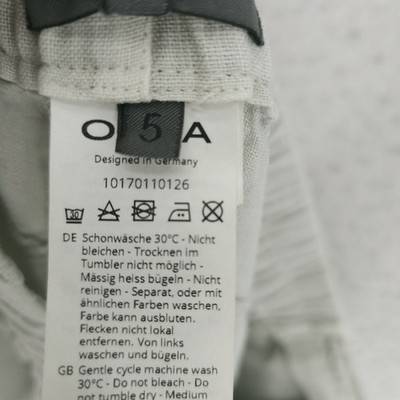 O 5 A
Designed in Germany
10170110126
DE Schonwäsche 30°C - Nicht
bleichen - Trocknen im
Tumbler nicht möglich -
Mässig heiss bügeln - Nicht
reinigen - Separat, oder mit
ähnlichen Farben waschen,
Farbe kann ausbluten.
Flecken nicht lokal
entfernen. Von links
waschen und bügeln.
GB Gentle cycle machine wash
30°C - Do not bleach - Do
not tumble dry - Medium